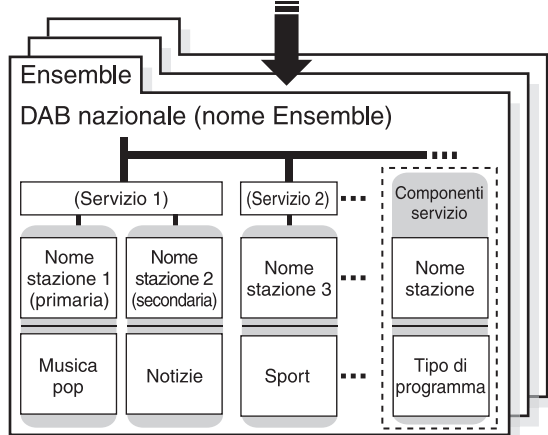 Ensemble
DAB nazionale (nome Ensemble)
(Servizio 1)
(Servizio 2)
Componenti
servizio
Nome
stazione 1
(primaria)
Nome
stazione 2
(secondaria)
Nome
stazione 3
Nome
stazione
Musica
pop
Notizie
Sport
Tipo di
programma